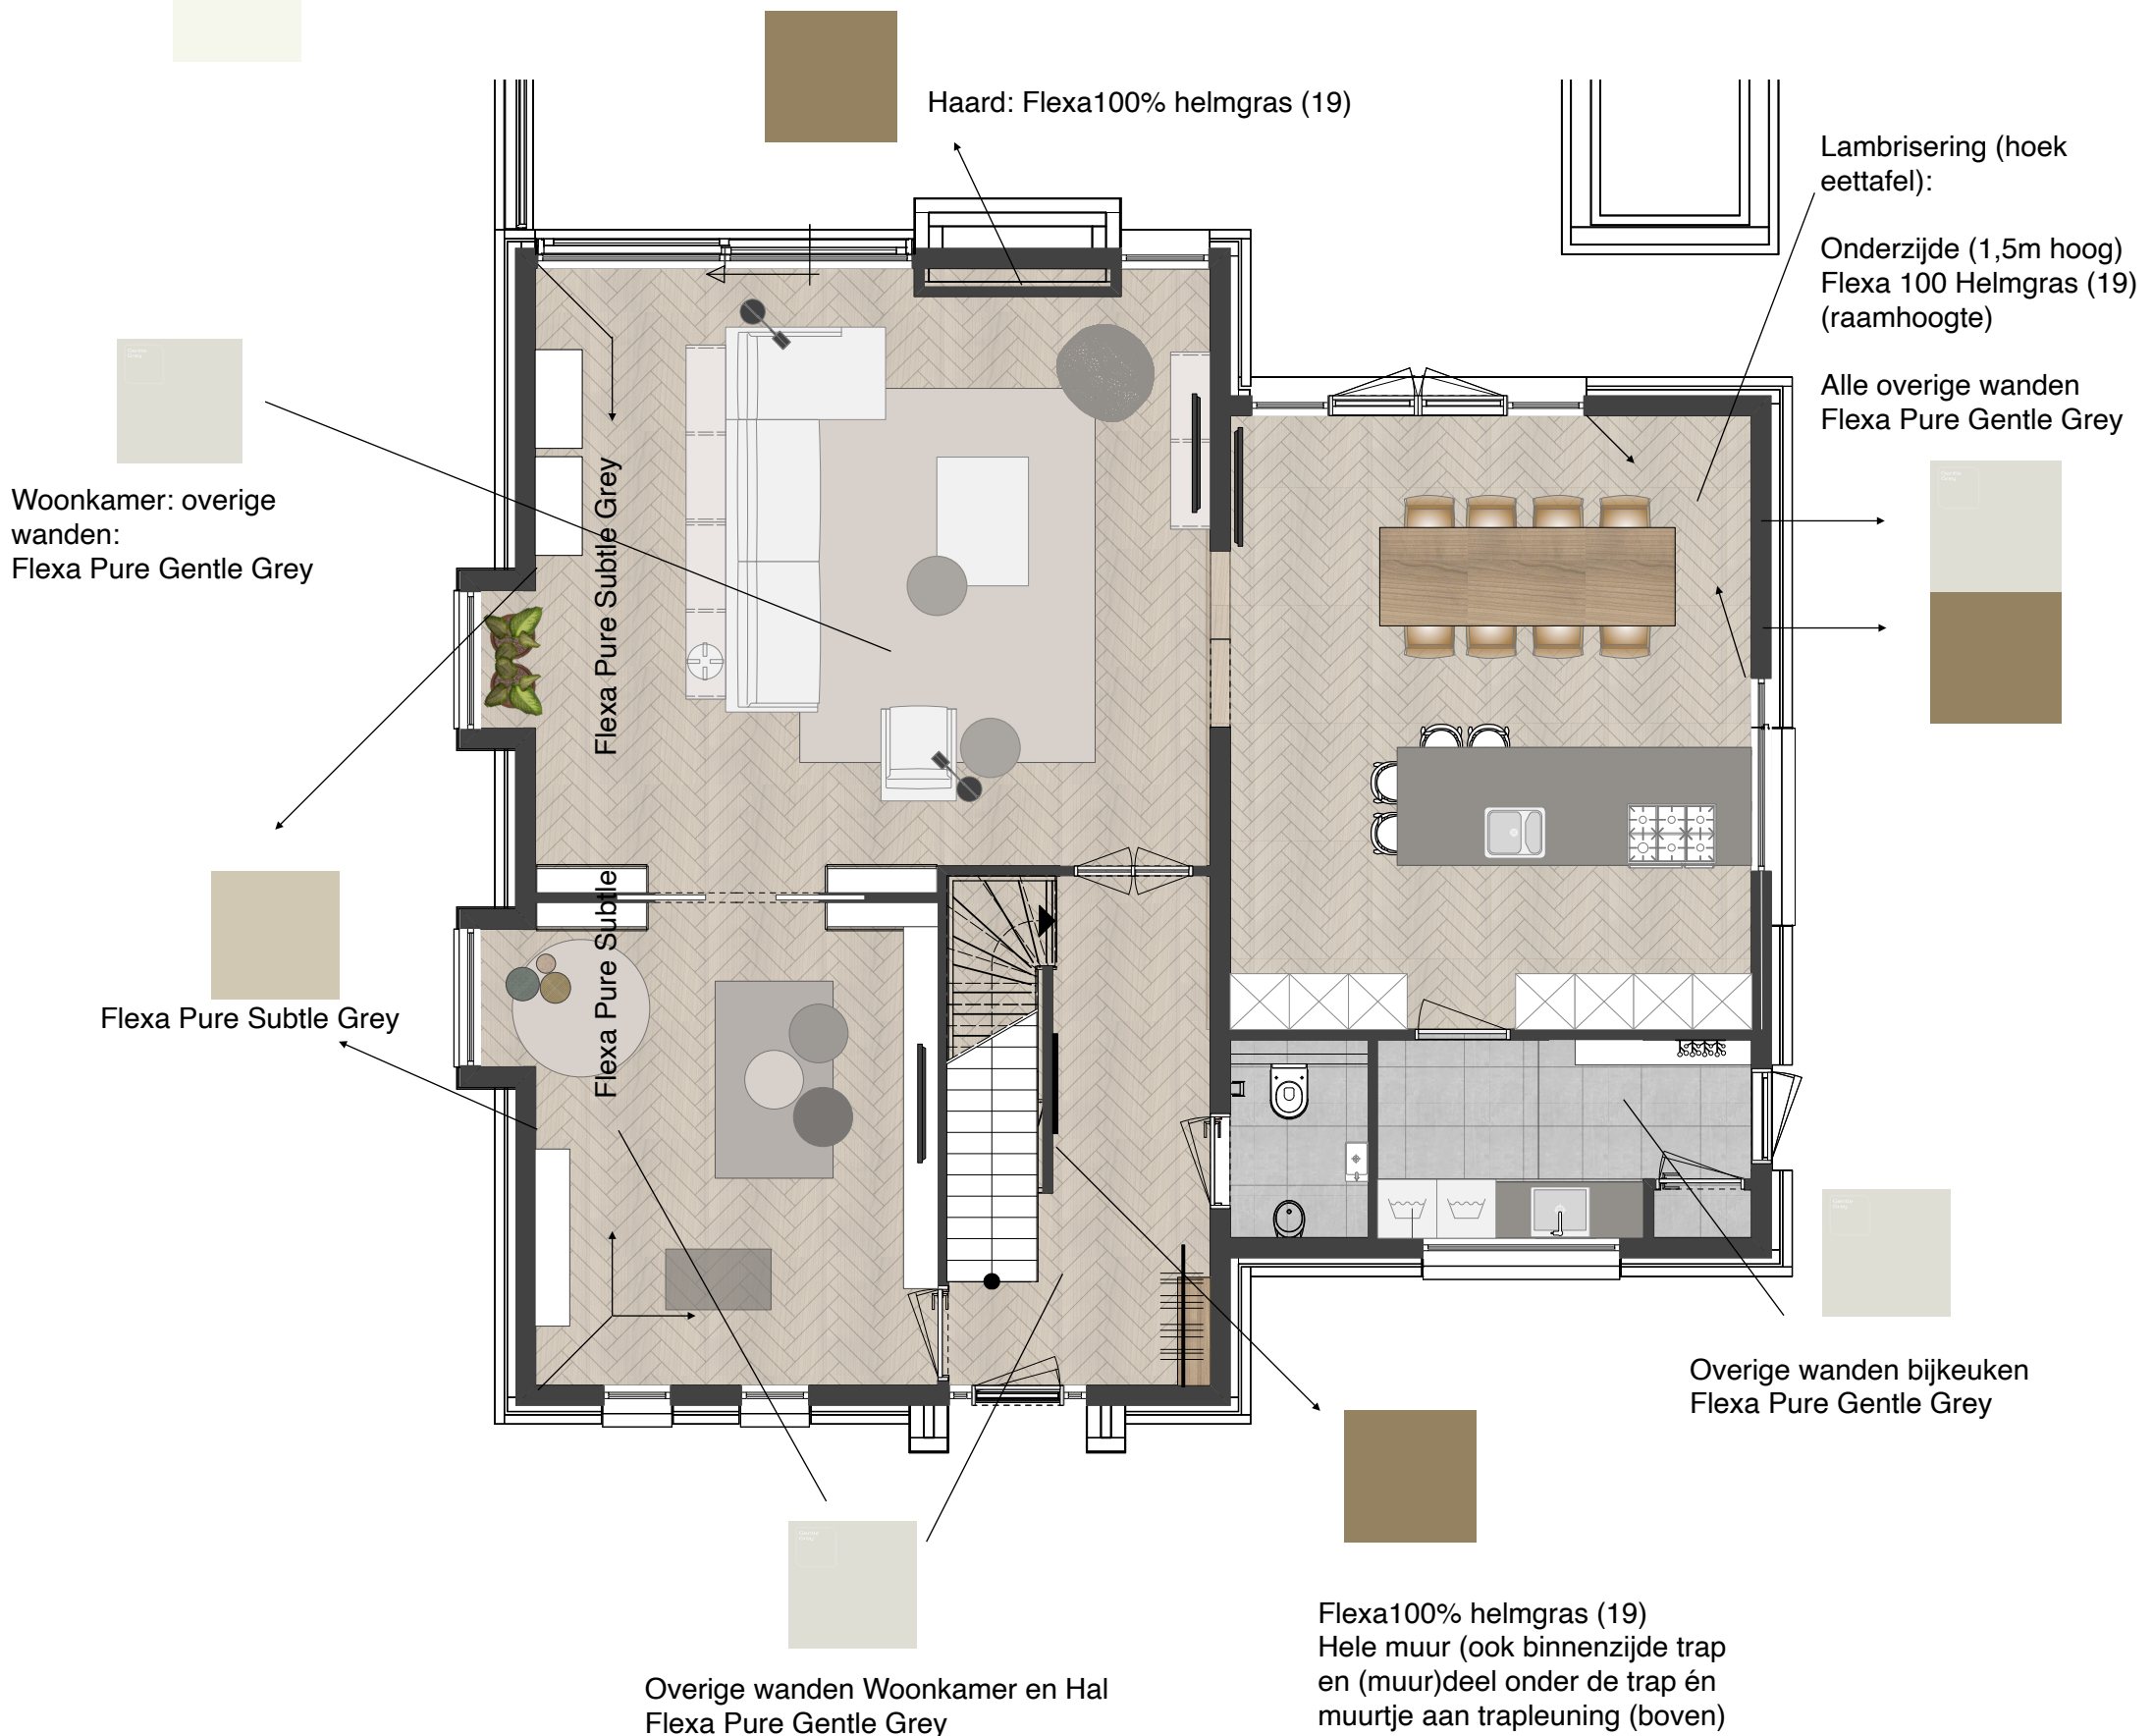 Haard: Flexa100% helmgras (19)
Lambrisering (hoek
eettafel):
Onderzijde (1,5m hoog)
Flexa 100 Helmgras (19)
(raamhoogte)
Alle overige wanden
Flexa Pure Gentle Grey
Woonkamer: overige
wanden:
Flexa Pure Gentle Grey
Flexa Pure Subtle Grey
Flexa Pure Subtle
Flexa Pure Subtle Grey
Overige wanden bijkeuken
Flexa Pure Gentle Grey
Flexa100% helmgras (19)
Hele muur (ook binnenzijde trap
en (muur)deel onder de trap én
muurtje aan trapleuning (boven)
Overige wanden Woonkamer en Hal
Flexa Pure Gentle Grey